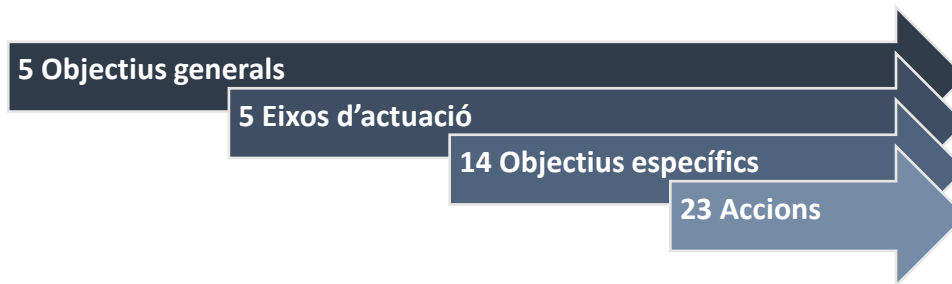 5 Objectius generals
5 Eixos d’actuació
14 Objectius específics
23 Accions